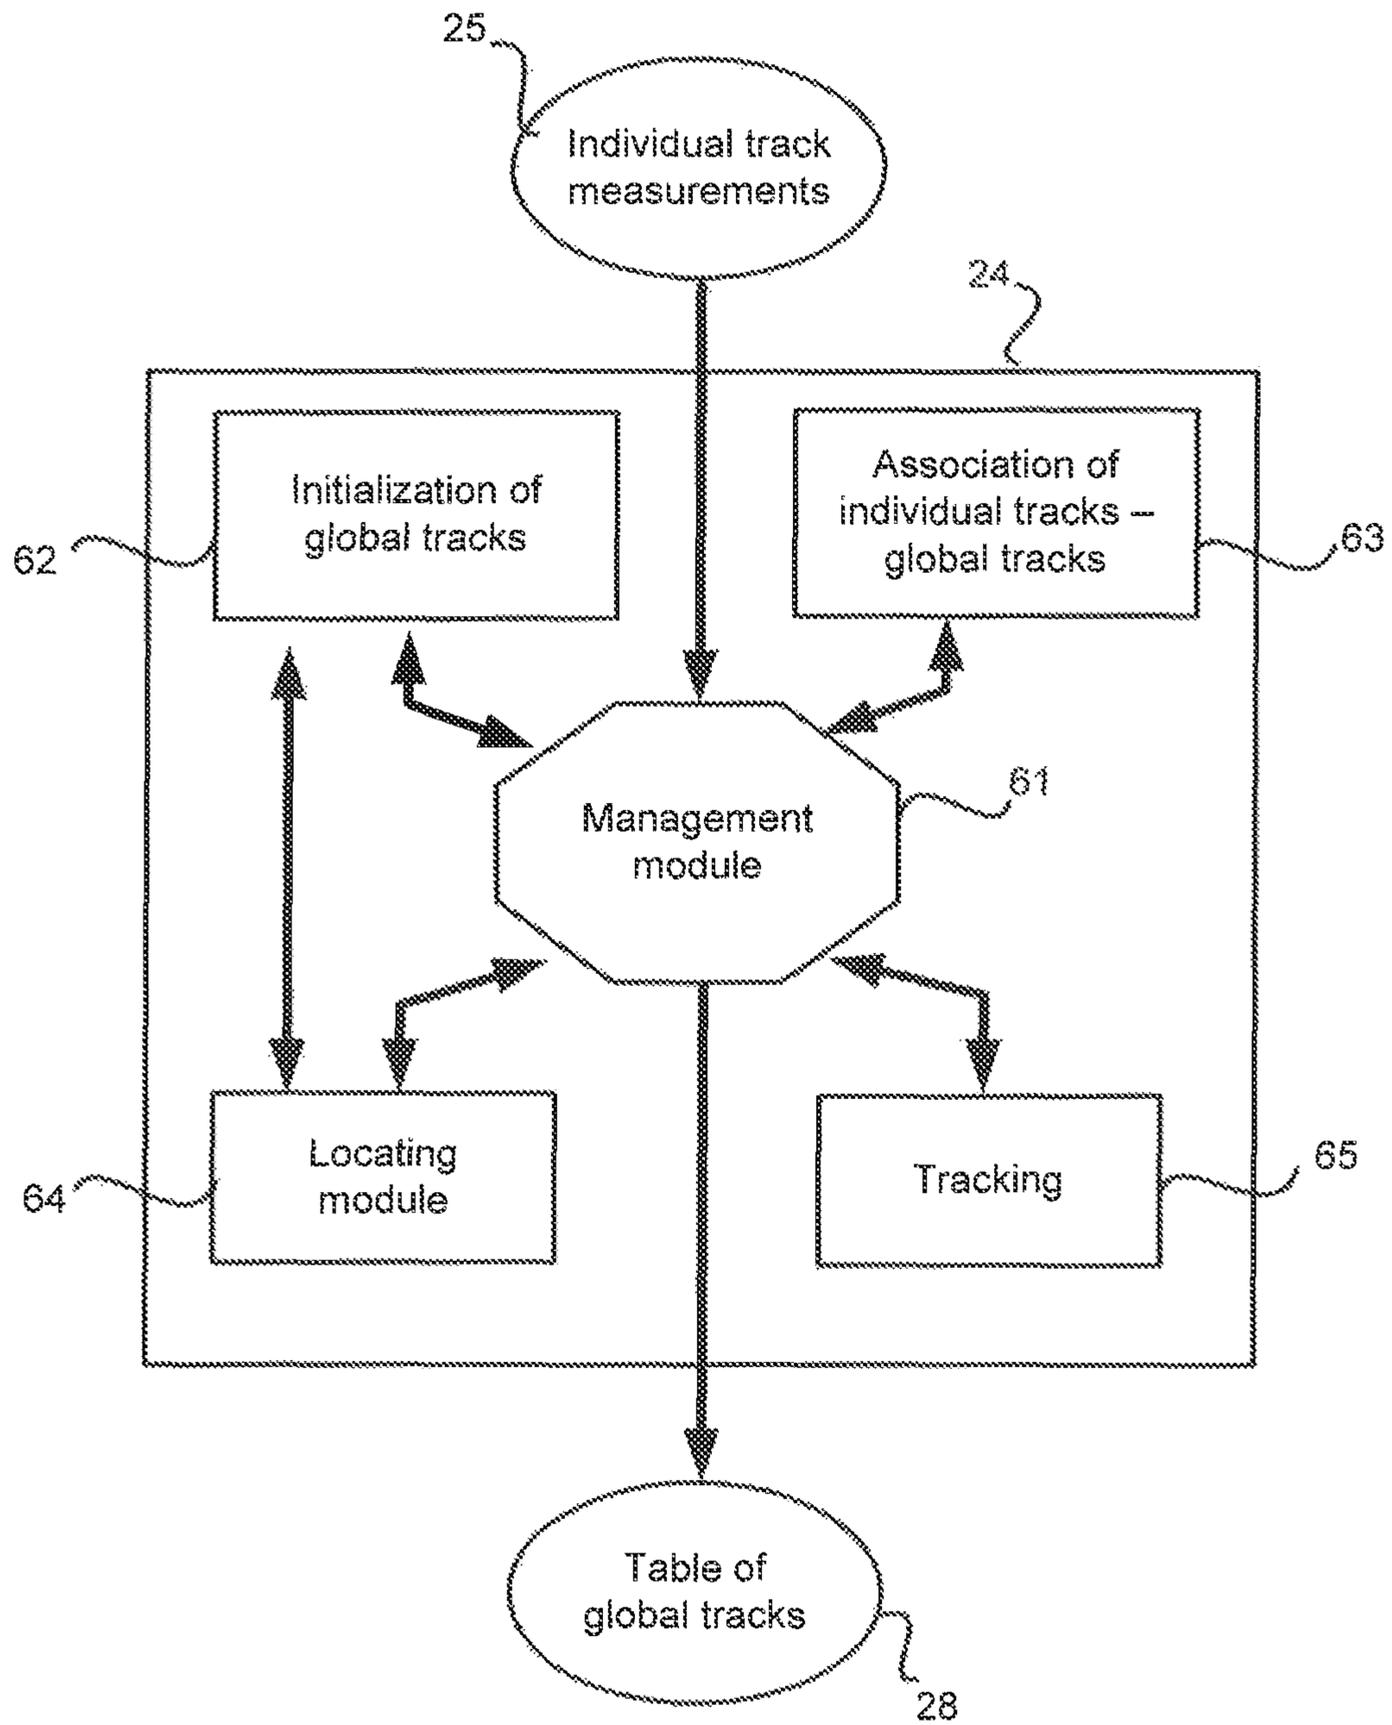 25
Individual track
measurements
24
Initialization of
global tracks
62
Association of
individual tracks –
global tracks
63
Management
module
61
Locating
module
64
Tracking
65
Table of
global tracks
28